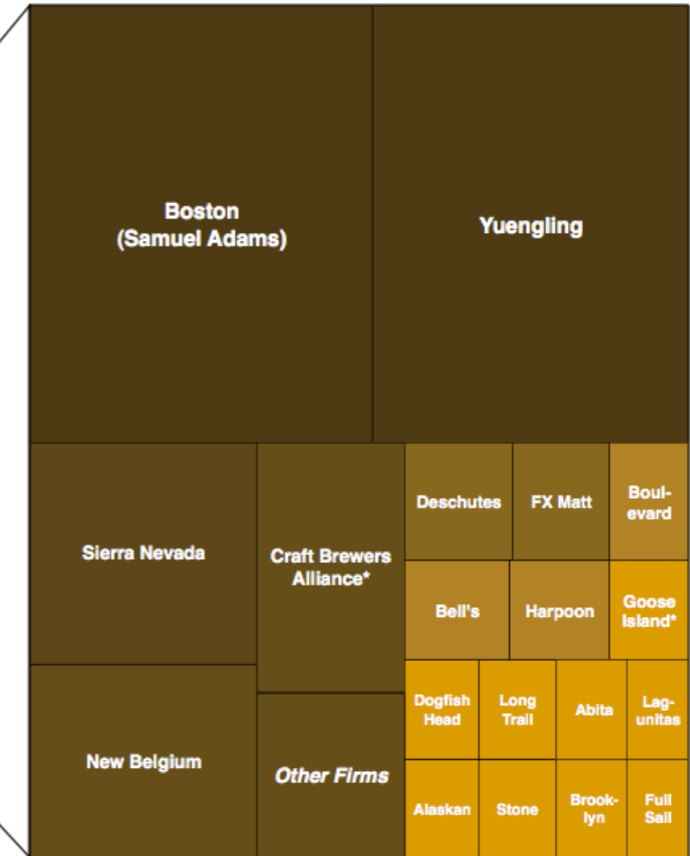 Boston
(Samuel Adams)
Yuengling
Sierra Nevada
Craft Brewers
Alliance*
Deschutes
FX Matt
Boul-
evard
Bell's
Harpoon
Goose
Island*
New Belgium
Other Firms
Dogfish
Head
Long
Trail
Abita
Lag-
unitas
Alaskan
Stone
Brook-
lyn
Full
Sail